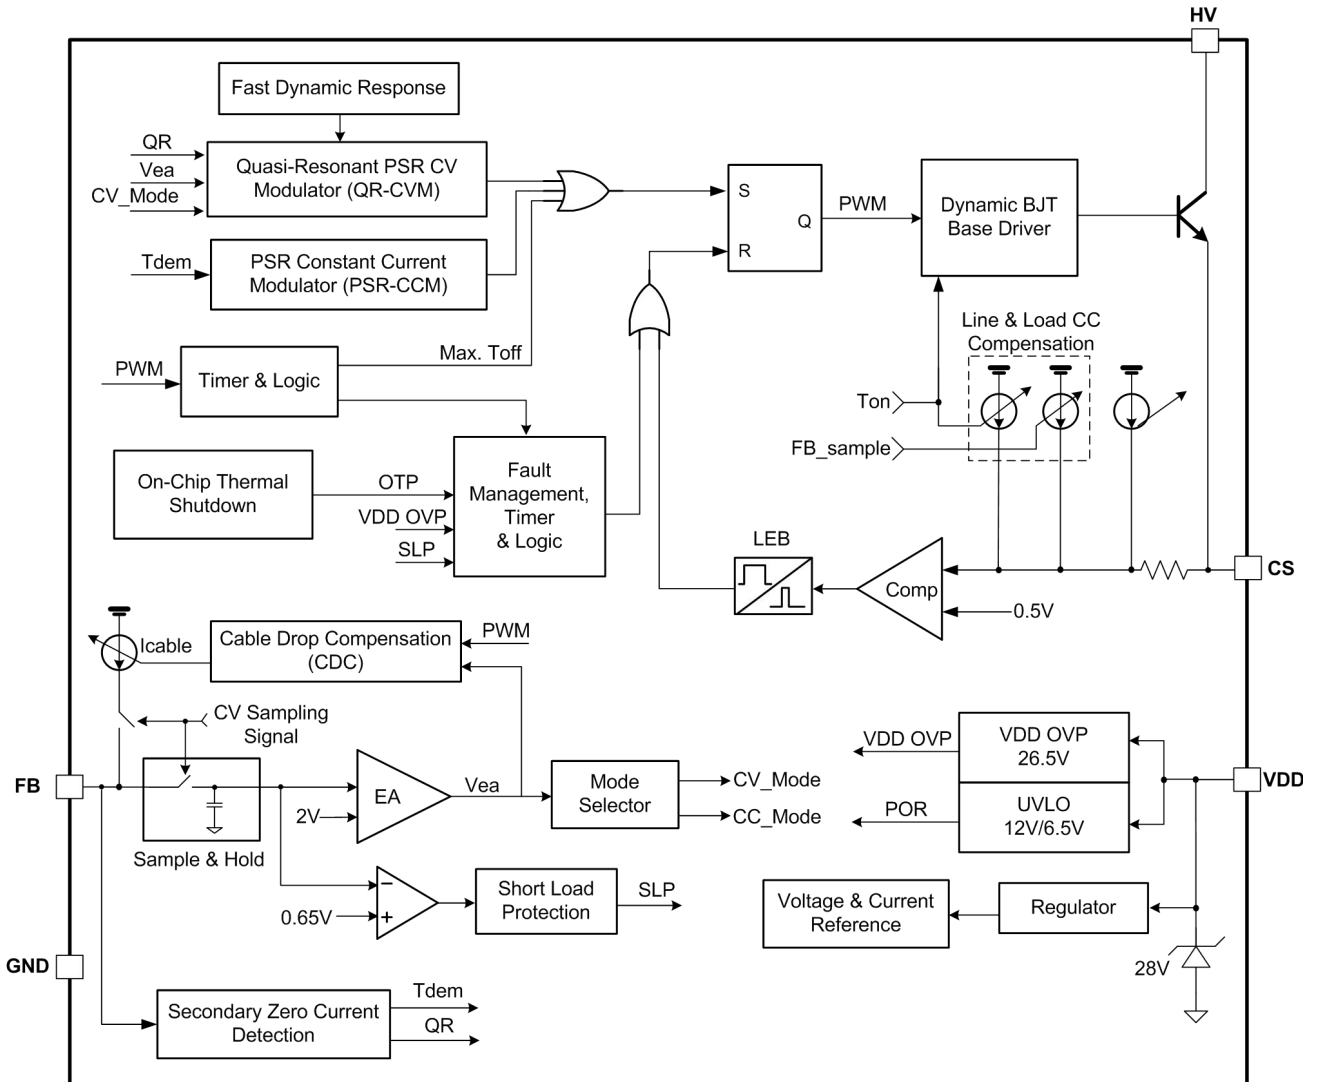 HV
Fast Dynamic Response
QR
Vea
CV_Mode
Quasi-Resonant PSR CV
Modulator (QR-CVM)
S
R
Q
PWM
Dynamic BJT
Base Driver
Tdem
PSR Constant Current
Modulator (PSR-CCM)
Line & Load CC
Compensation
PWM
Timer & Logic
Max. Toff
Ton
FB_sample
On-Chip Thermal
Shutdown
OTP
VDD OVP
SLP
Fault
Management,
Timer
& Logic
LEB
Comp
0.5V
CS
Icable
Cable Drop Compensation
(CDC)
PWM
CV Sampling
Signal
FB
Sample & Hold
EA
2V
Vea
Mode
Selector
CV_Mode
CC_Mode
VDD OVP
POR
VDD OVP
26.5V
UVLO
12V/6.5V
VDD
0.65V
−
+
Short Load
Protection
SLP
Voltage & Current
Reference
Regulator
28V
GND
Secondary Zero Current
Detection
Tdem
QR